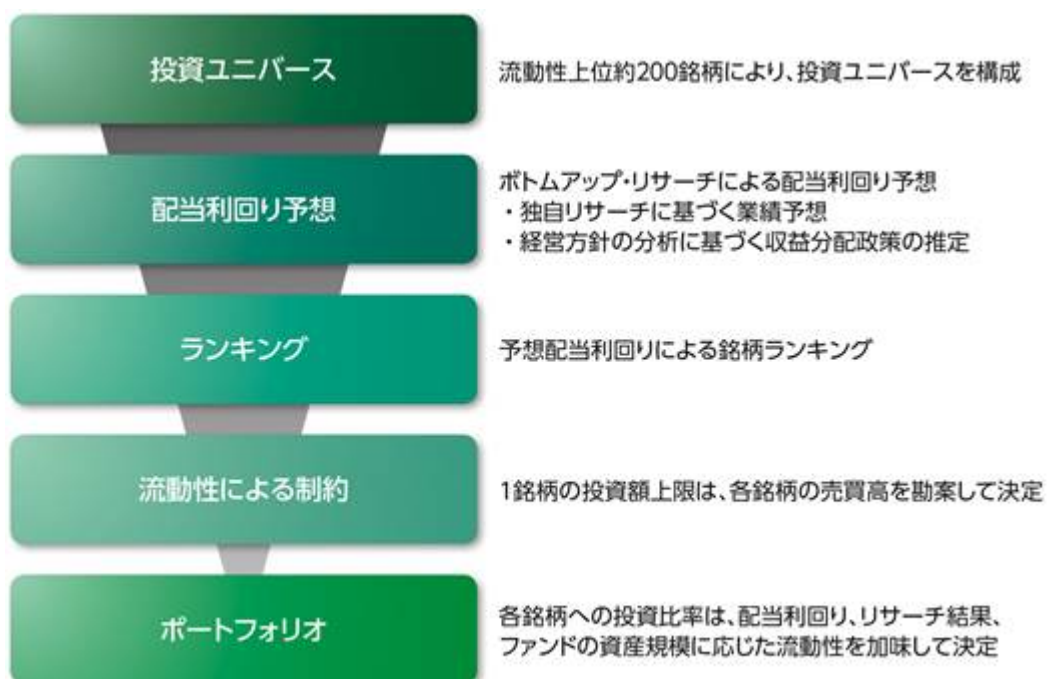 投資ユニバース
流動性上位約200銘柄により、投資ユニバースを構成
配当利回り予想
ボトムアップ・リサーチによる配当利回り予想
・独自リサーチに基づく業績予想
・経営方針の分析に基づく収益分配政策の推定
ランキング
予想配当利回りによる銘柄ランキング
流動性による制約
1銘柄の投資額上限は、各銘柄の売買高を勘案して決定
ポートフォリオ
各銘柄への投資比率は、配当利回り、リサーチ結果、
ファンドの資産規模に応じた流動性を加味して決定